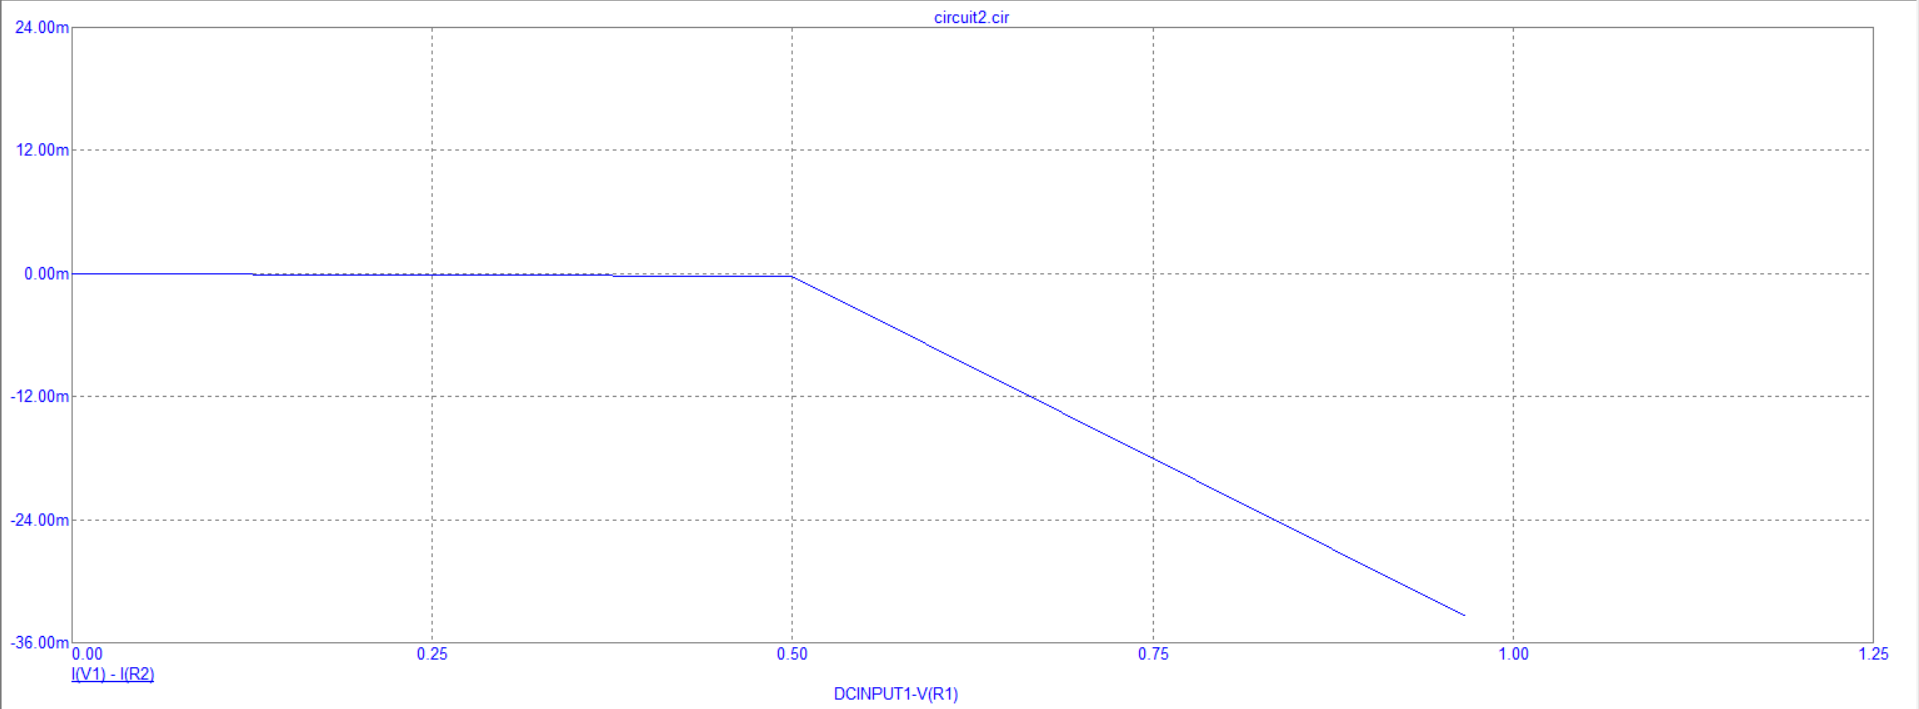 circuit2.cir
24.00m
12.00m
0.00m
-12.00m
-24.00m
-36.00m
0.00 0.25 0.50 0.75 1.00 1.25
I(V1) - I(R2)
DCINPUT1-V(R1)